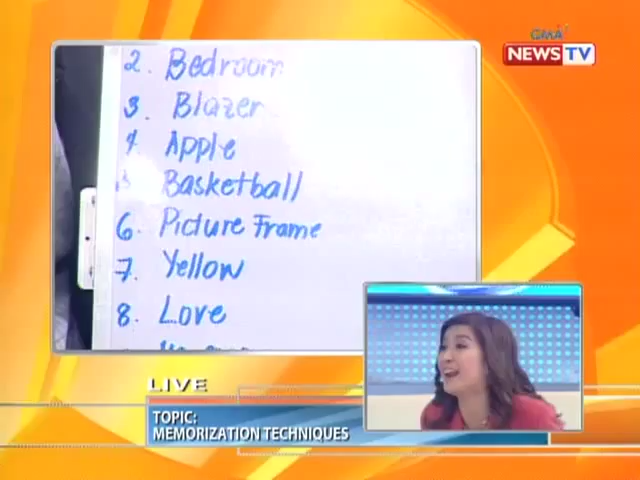 GMA
NEWS TV
2. Bedroom
3. Blazer
4. Apple
5. Basketball
6. Picture Frame
7. Yellow
8. Love
LIVE
TOPIC:
MEMORIZATION TECHNIQUES